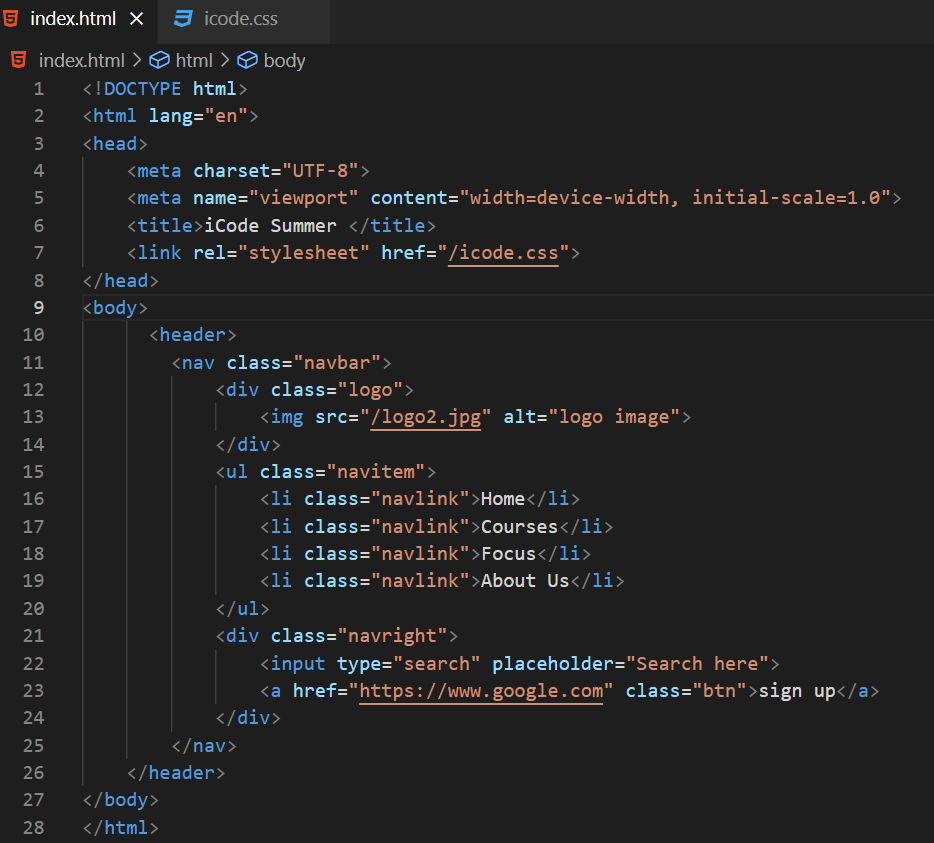 index.html × icode.css
index.html > html > body
1 <!DOCTYPE html>
2 <html lang="en">
3 <head>
4 <meta charset="UTF-8">
5 <meta name="viewport" content="width=device-width, initial-scale=1.0">
6 <title>iCode Summer </title>
7 <link rel="stylesheet" href="/icode.css">
8 </head>
9 <body>
10 <header>
11 <nav class="navbar">
12 <div class="logo">
13 <img src="/logo2.jpg" alt="logo image">
14 </div>
15 <ul class="navitem">
16 <li class="navlink">Home</li>
17 <li class="navlink">Courses</li>
18 <li class="navlink">Focus</li>
19 <li class="navlink">About Us</li>
20 </ul>
21 <div class="navright">
22 <input type="search" placeholder="Search here">
23 <a href="https://www.google.com" class="btn">sign up</a>
24 </div>
25 </nav>
26 </header>
27 </body>
28 </html>